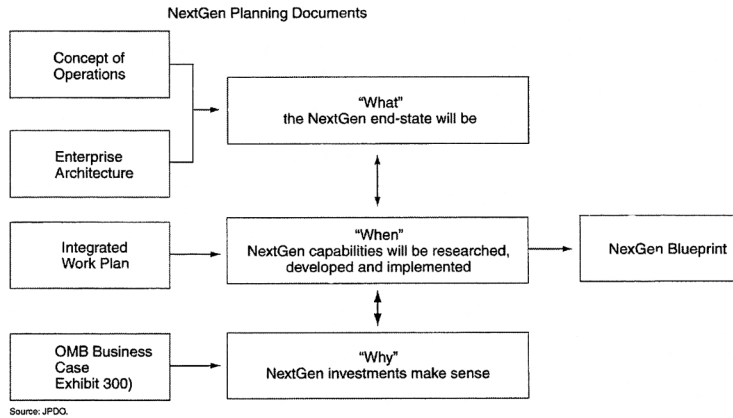 NextGen Planning Documents
Concept of
Operations
Enterprise
Architecture
"What"
the NextGen end-state will be
Integrated
Work Plan
"When"
NextGen capabilities will be researched,
developed and implemented
NexGen Blueprint
OMB Business
Case
Exhibit 300)
"Why"
NextGen investments make sense
Source: JPDO.